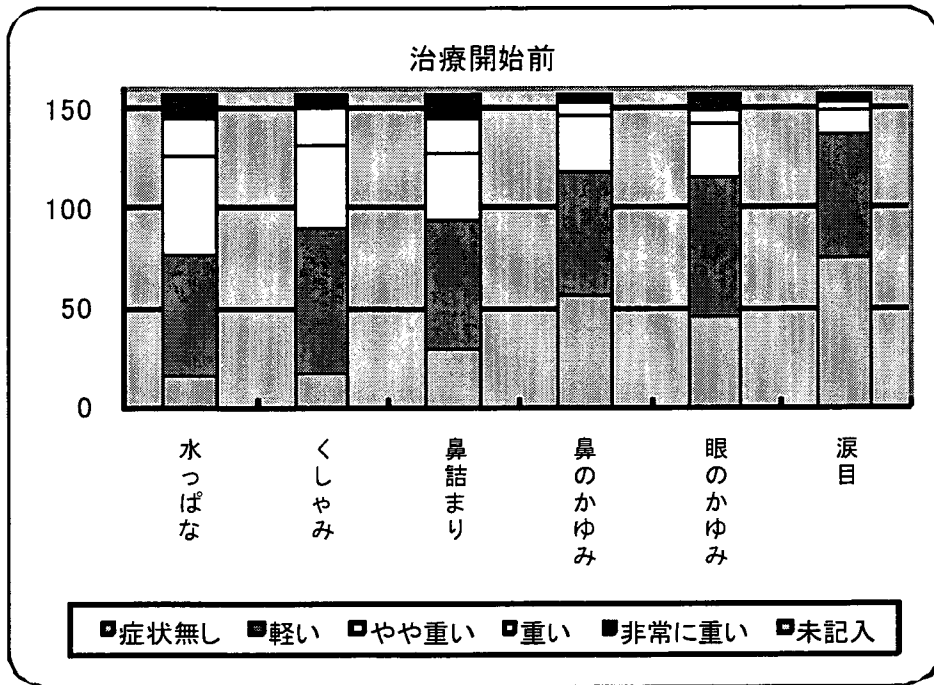 治療開始前
150
100
50
0
水っぱな
くしゃみ
鼻詰まり
鼻のかゆみ
眼のかゆみ
涙目
症状無し 軽い やや重い 重い 非常に重い 未記入